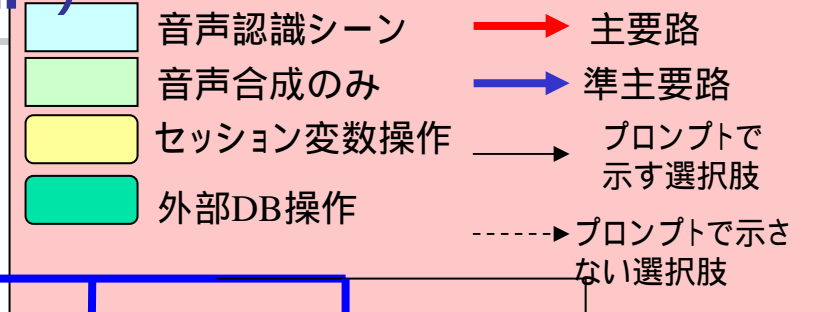 音声認識シーン
音声合成のみ
セッション変数操作
外部DB操作
主要路
準主要路
プロンプトで
示す選択肢
プロンプトで示さ
ない選択肢